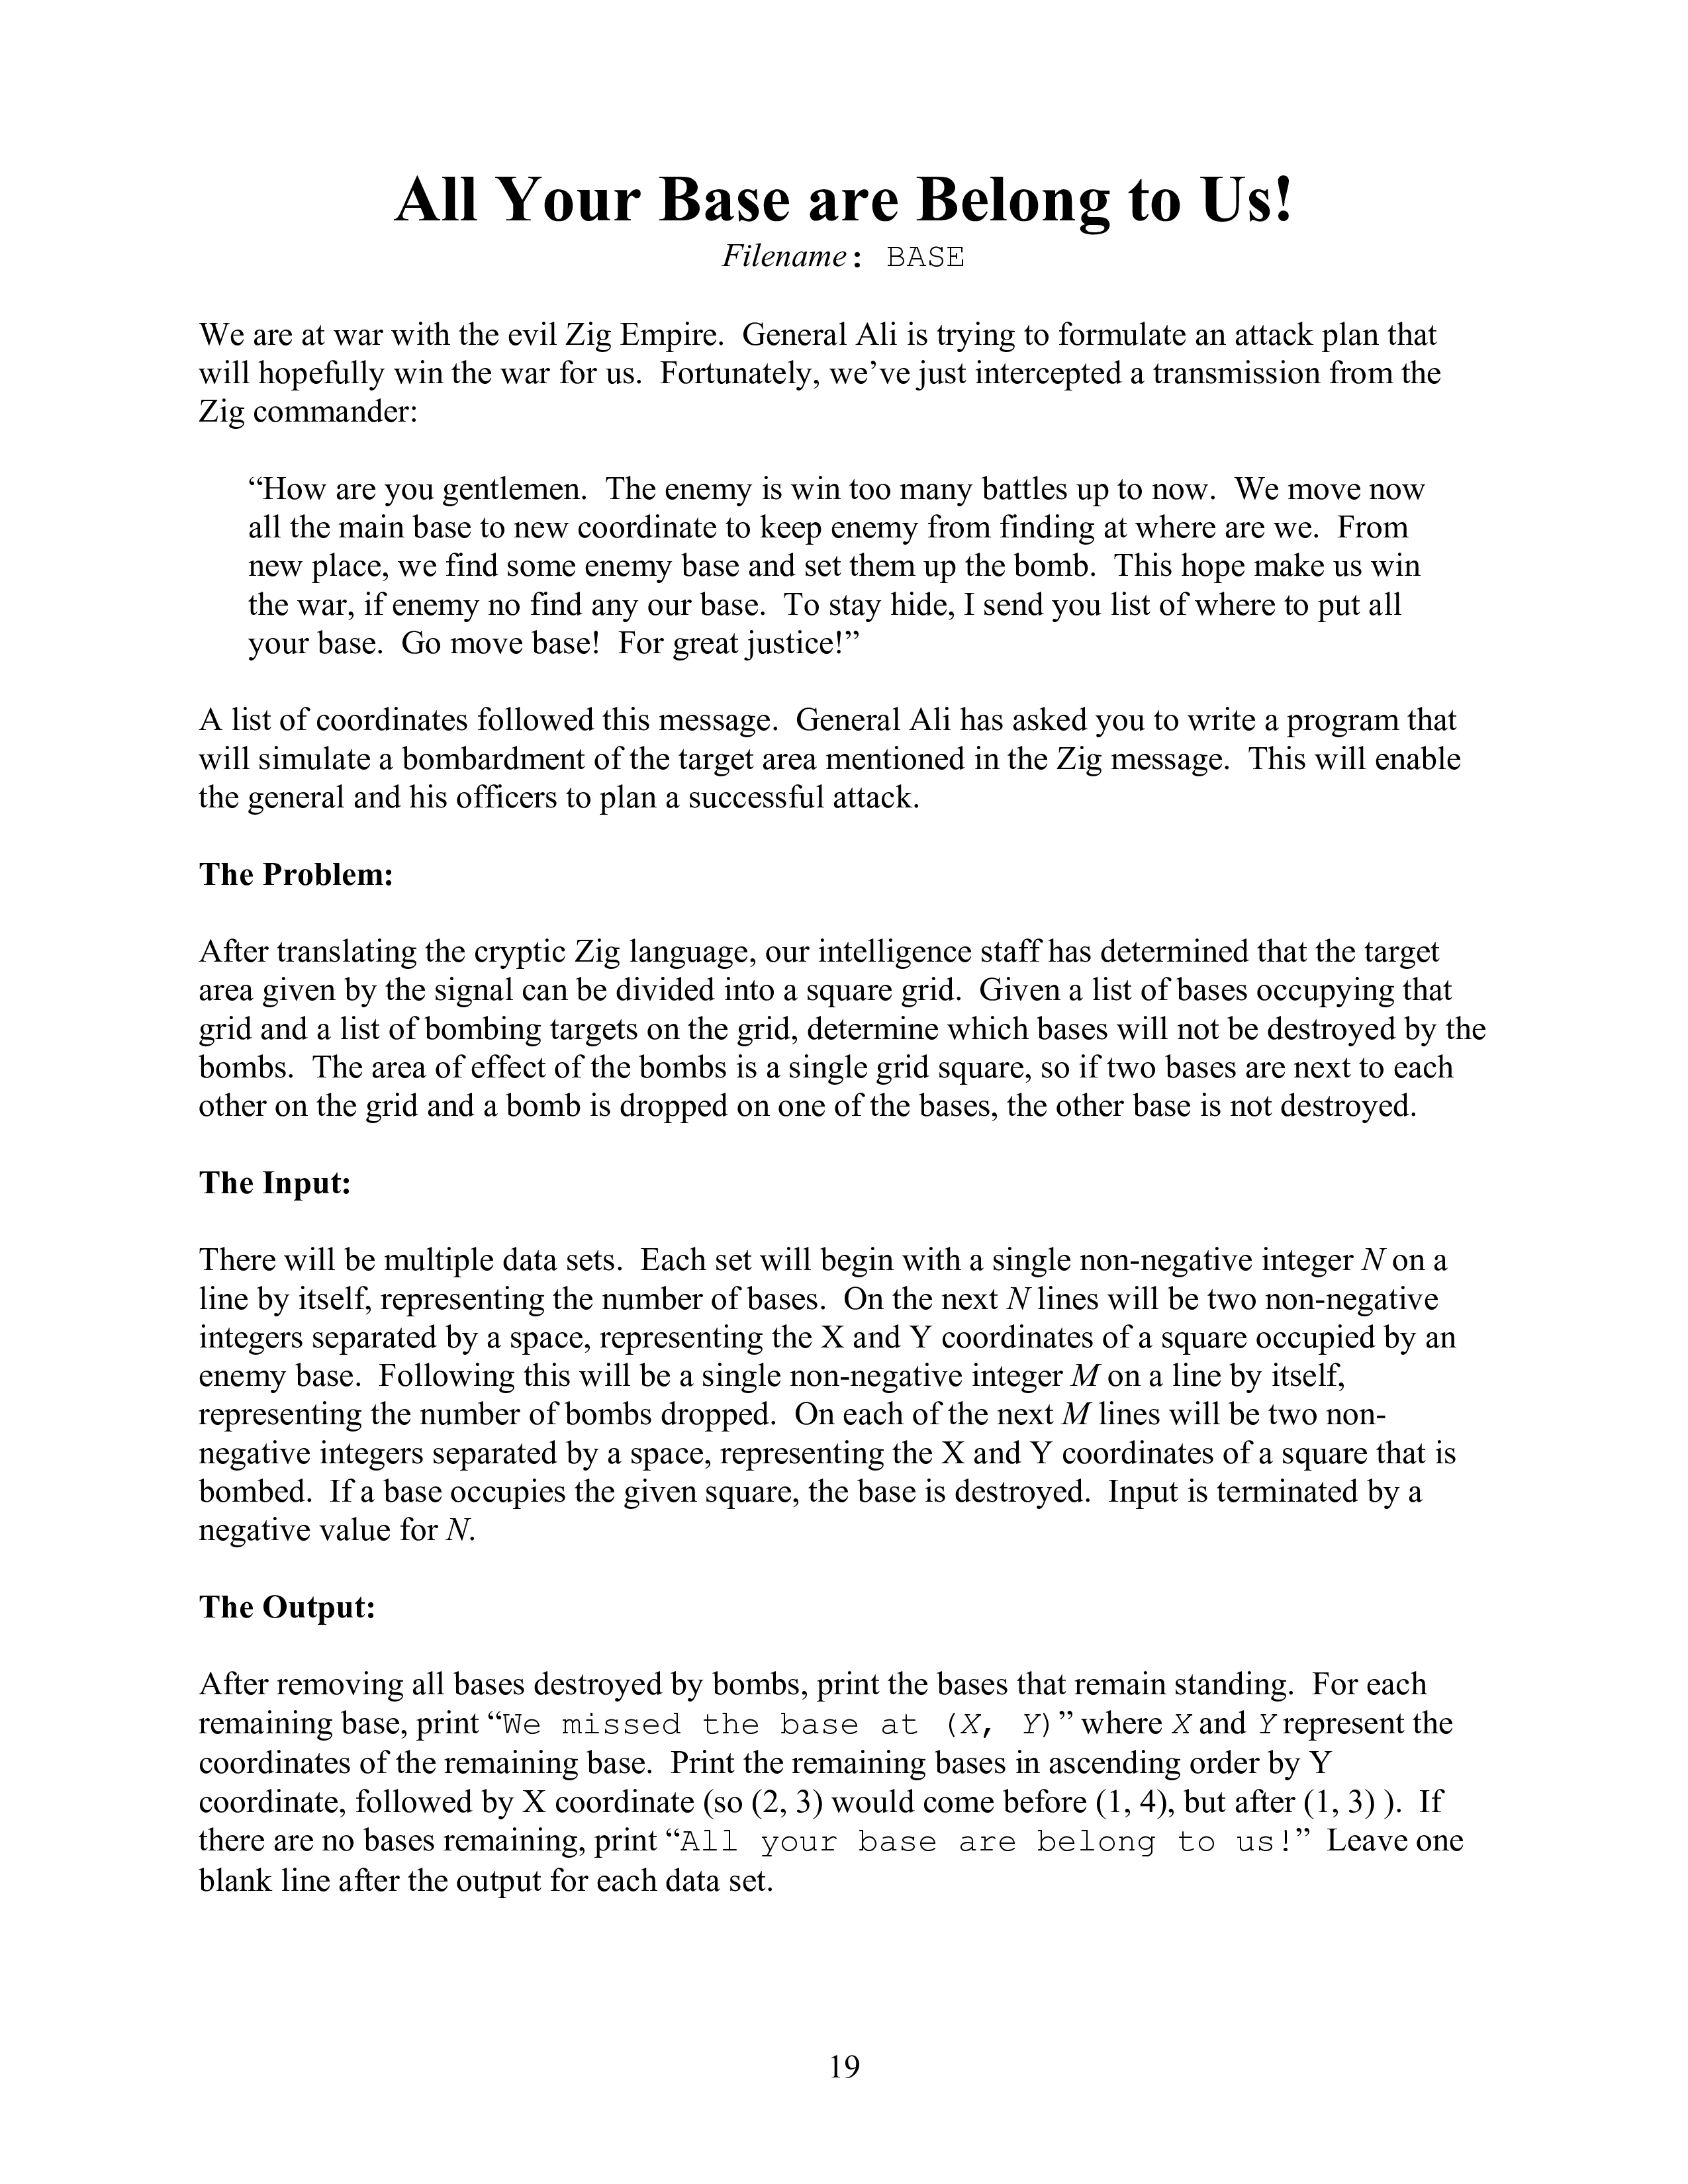 All Your Base are Belong to Us!
Filename: BASE
We are at war with the evil Zig Empire.  General Ali is trying to formulate an attack plan that
will hopefully win the war for us.  Fortunately, we’ve just intercepted a transmission from the
Zig commander:
“How are you gentlemen.  The enemy is win too many battles up to now.  We move now
all the main base to new coordinate to keep enemy from finding at where are we.  From
new place, we find some enemy base and set them up the bomb.  This hope make us win
the war, if enemy no find any our base.  To stay hide, I send you list of where to put all
your base.  Go move base!  For great justice!”
A list of coordinates followed this message.  General Ali has asked you to write a program that
will simulate a bombardment of the target area mentioned in the Zig message.  This will enable
the general and his officers to plan a successful attack.
The Problem:
After translating the cryptic Zig language, our intelligence staff has determined that the target
area given by the signal can be divided into a square grid.  Given a list of bases occupying that
grid and a list of bombing targets on the grid, determine which bases will not be destroyed by the
bombs.  The area of effect of the bombs is a single grid square, so if two bases are next to each
other on the grid and a bomb is dropped on one of the bases, the other base is not destroyed.
The Input:
There will be multiple data sets.  Each set will begin with a single non-negative integer N on a
line by itself, representing the number of bases.  On the next N lines will be two non-negative
integers separated by a space, representing the X and Y coordinates of a square occupied by an
enemy base.  Following this will be a single non-negative integer M on a line by itself,
representing the number of bombs dropped.  On each of the next M lines will be two non-
negative integers separated by a space, representing the X and Y coordinates of a square that is
bombed.  If a base occupies the given square, the base is destroyed.  Input is terminated by a
negative value for N.
The Output:
After removing all bases destroyed by bombs, print the bases that remain standing.  For each
remaining base, print “We missed the base at (X, Y)” where X and Y represent the
coordinates of the remaining base.  Print the remaining bases in ascending order by Y
coordinate, followed by X coordinate (so (2, 3) would come before (1, 4), but after (1, 3) ).  If
there are no bases remaining, print “All your base are belong to us!”  Leave one
blank line after the output for each data set.
19